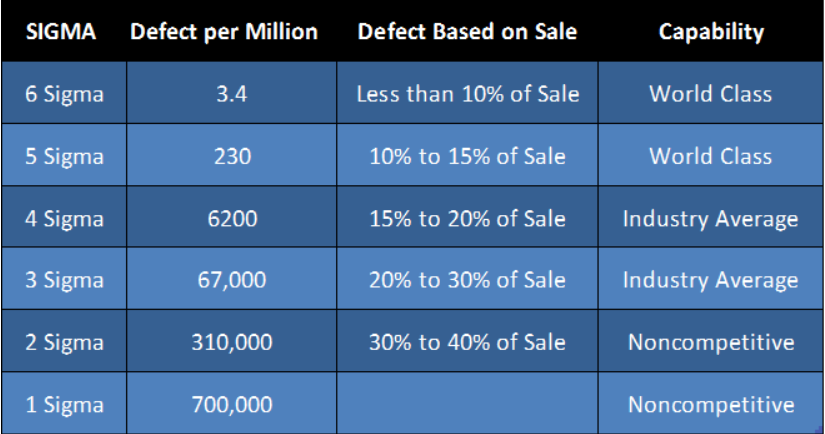 SIGMA Defect per Million Defect Based on Sale Capability
6 Sigma 3.4 Less than 10% of Sale World Class
5 Sigma 230 10% to 15% of Sale World Class
4 Sigma 6200 15% to 20% of Sale Industry Average
3 Sigma 67,000 20% to 30% of Sale Industry Average
2 Sigma 310,000 30% to 40% of Sale Noncompetitive
1 Sigma 700,000 Noncompetitive